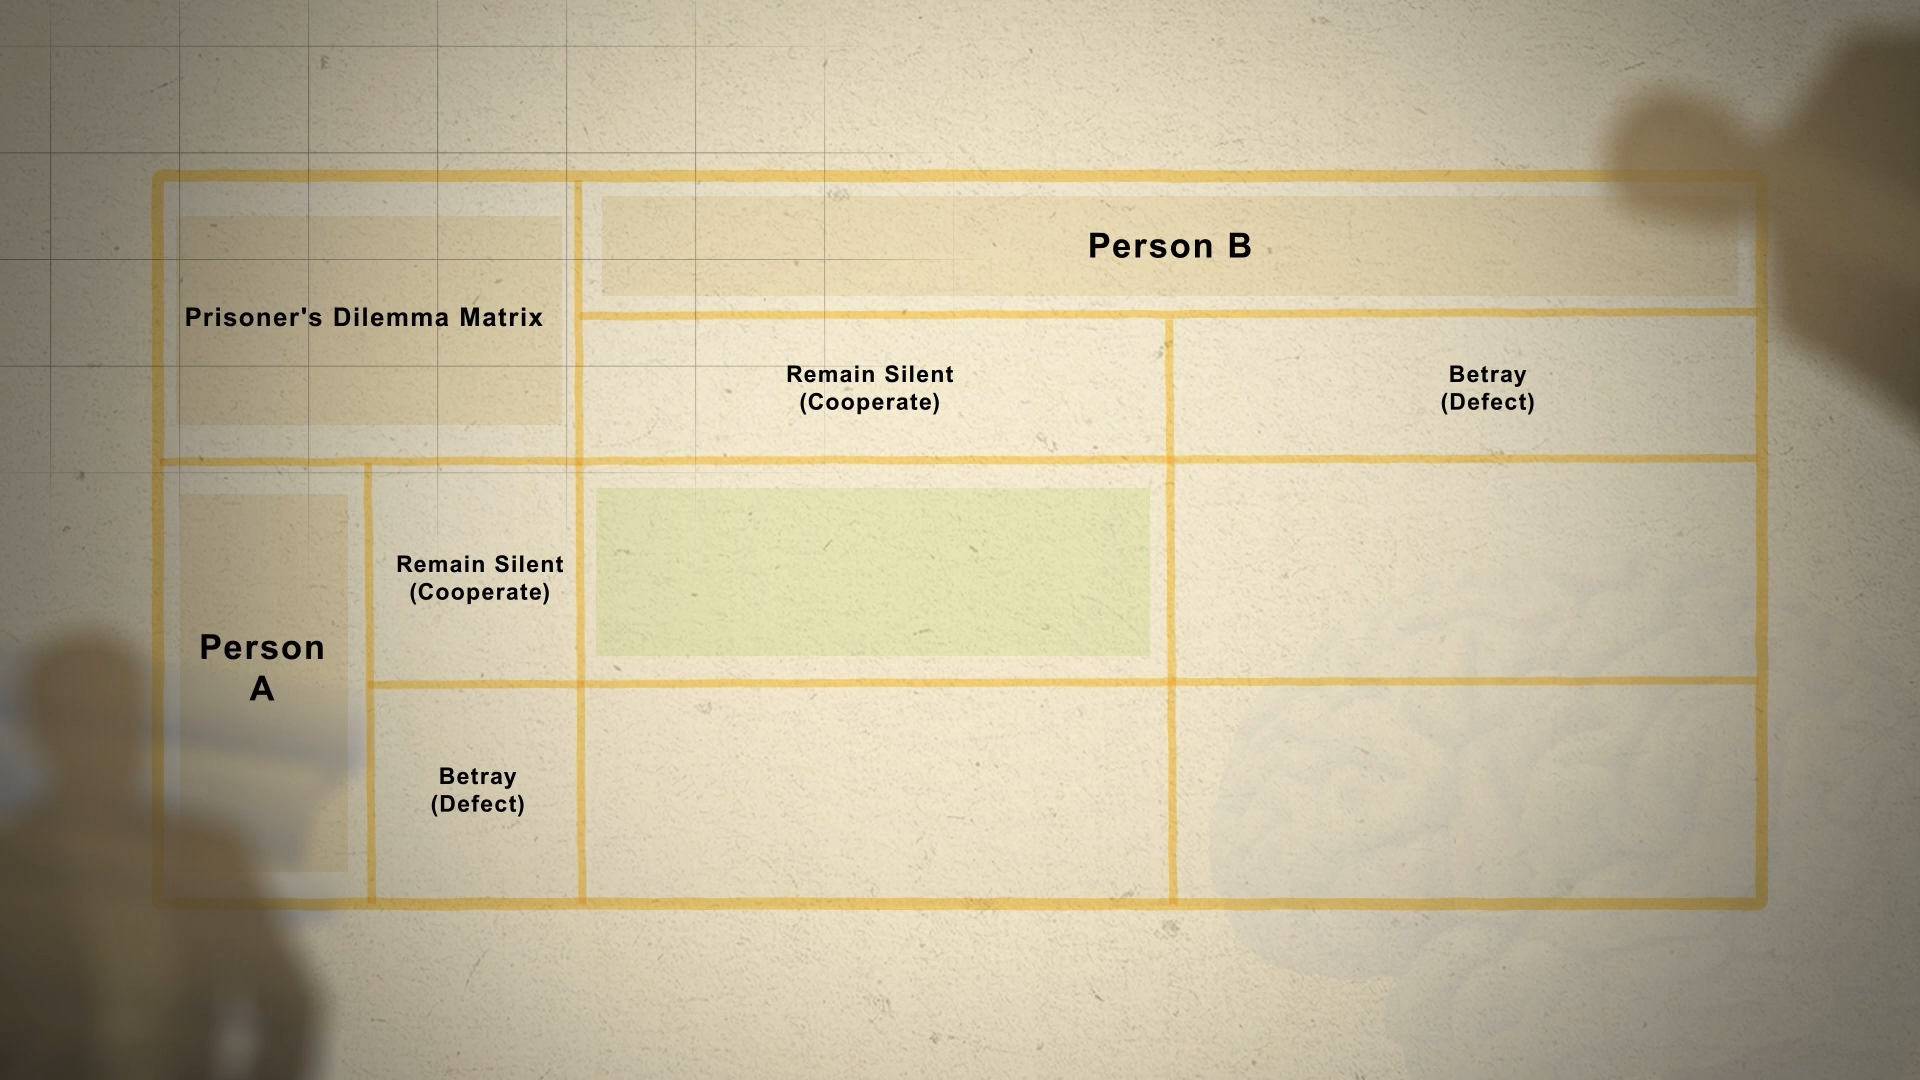 Person B
Prisoner's Dilemma Matrix
Remain Silent
(Cooperate)
Betray
(Defect)
Remain Silent
(Cooperate)
Person
A
Betray
(Defect)